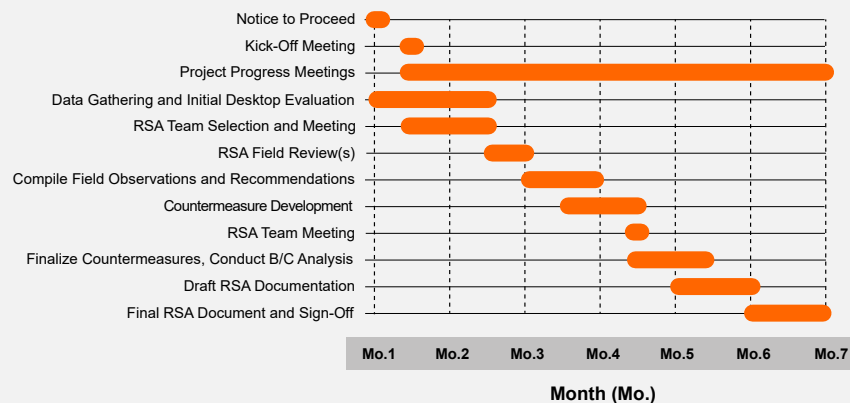 Notice to Proceed
Kick-Off Meeting
Project Progress Meetings
Data Gathering and Initial Desktop Evaluation
RSA Team Selection and Meeting
RSA Field Review(s)
Compile Field Observations and Recommendations
Countermeasure Development
RSA Team Meeting
Finalize Countermeasures, Conduct B/C Analysis
Draft RSA Documentation
Final RSA Document and Sign-Off
Mo.1 Mo.2 Mo.3 Mo.4 Mo.5 Mo.6 Mo.7
Month (Mo.)